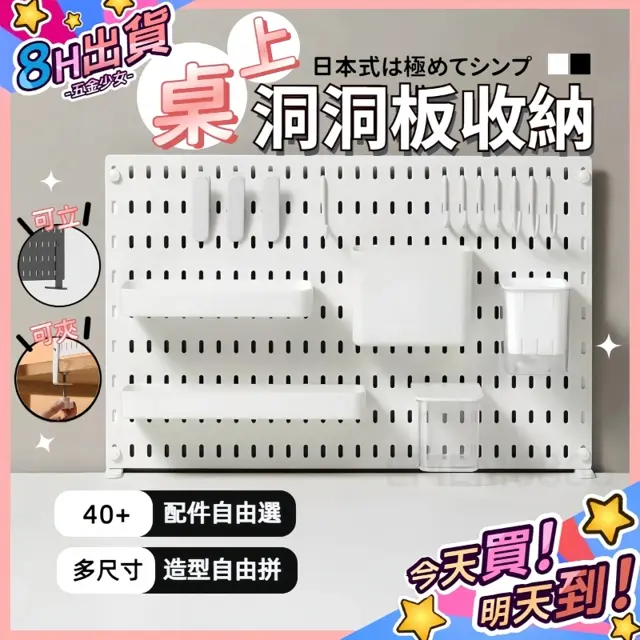 8H出貨
-五金少女-
日本式は極めてシンプ
桌上
洞洞板收納
可立
可夾
40+ 配件自由選
多尺寸 造型自由拼
今天買!
明天到!